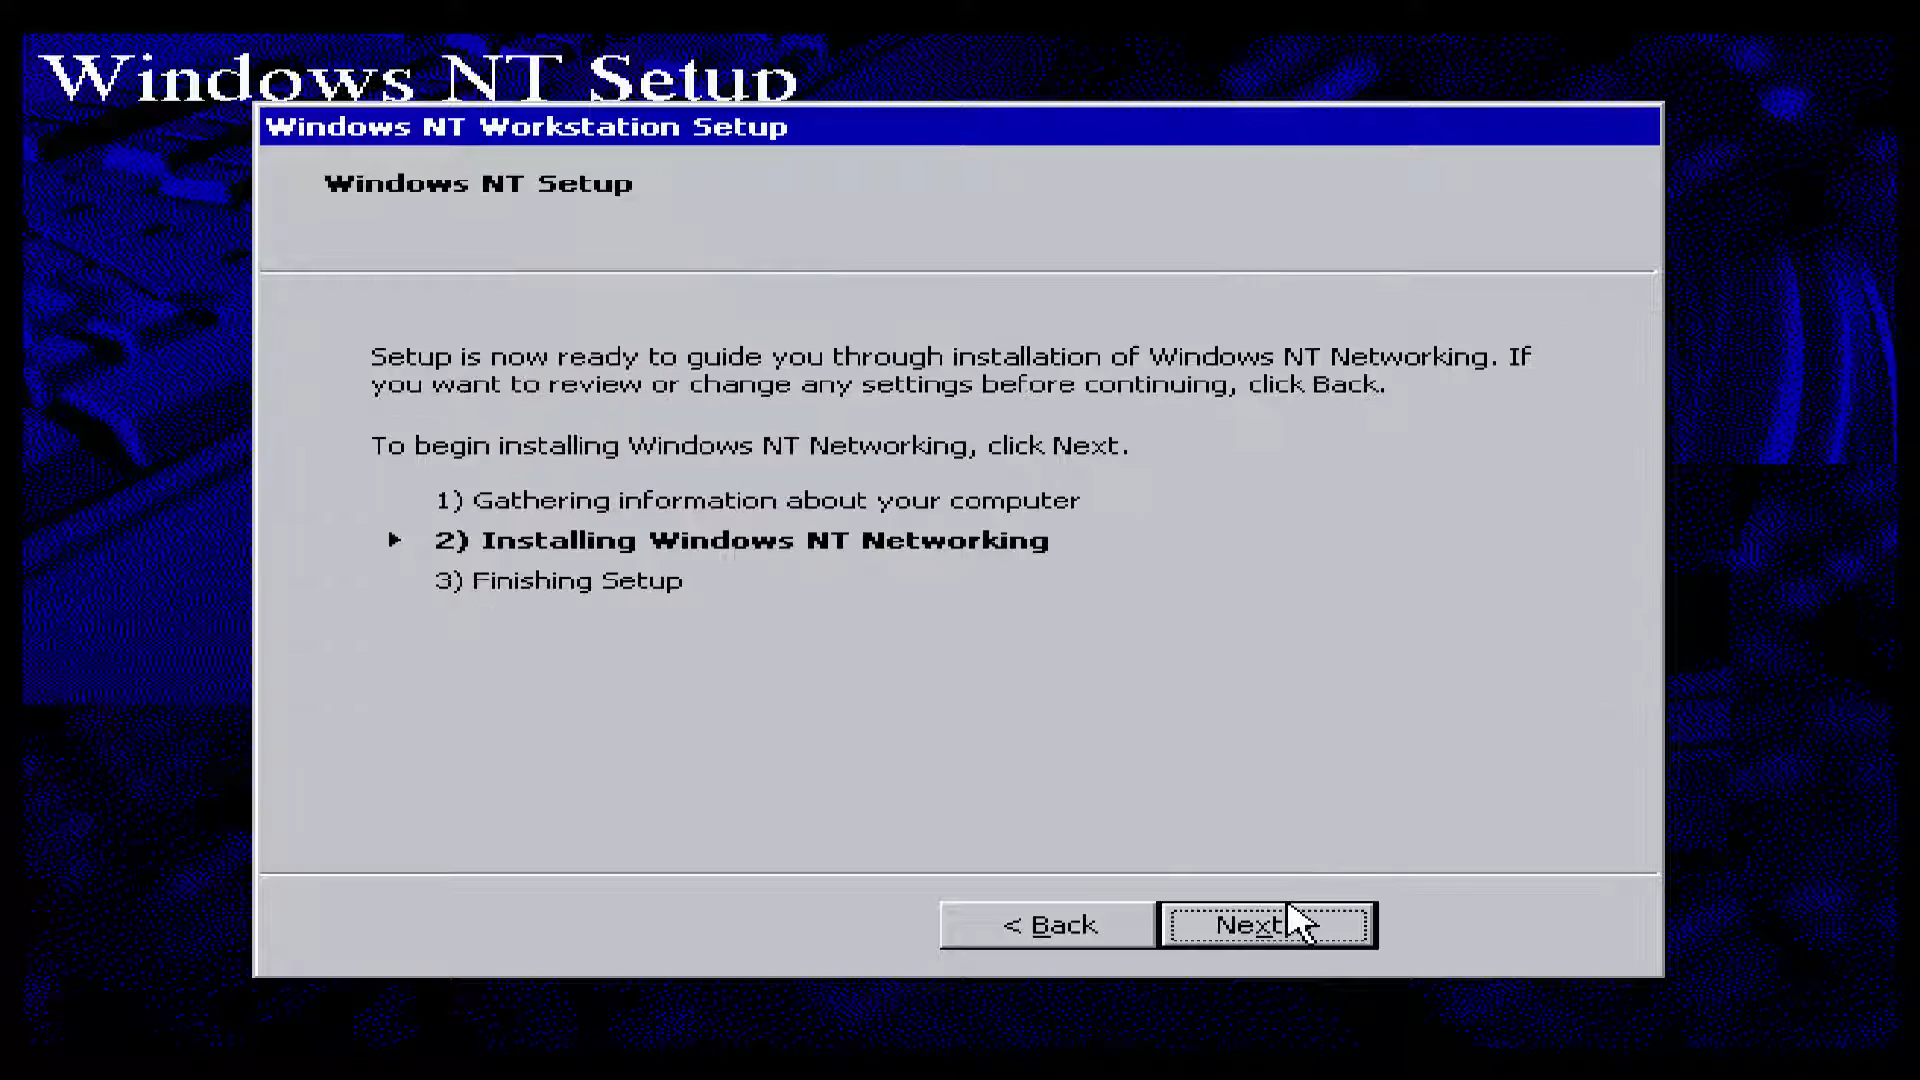 Windows NT Setup
Windows NT Workstation Setup
Windows NT Setup
Setup is now ready to guide you through installation of Windows NT Networking. If
you want to review or change any settings before continuing, click Back.
To begin installing Windows NT Networking, click Next.
1) Gathering information about your computer
2) Installing Windows NT Networking
3) Finishing Setup
< Back
Next